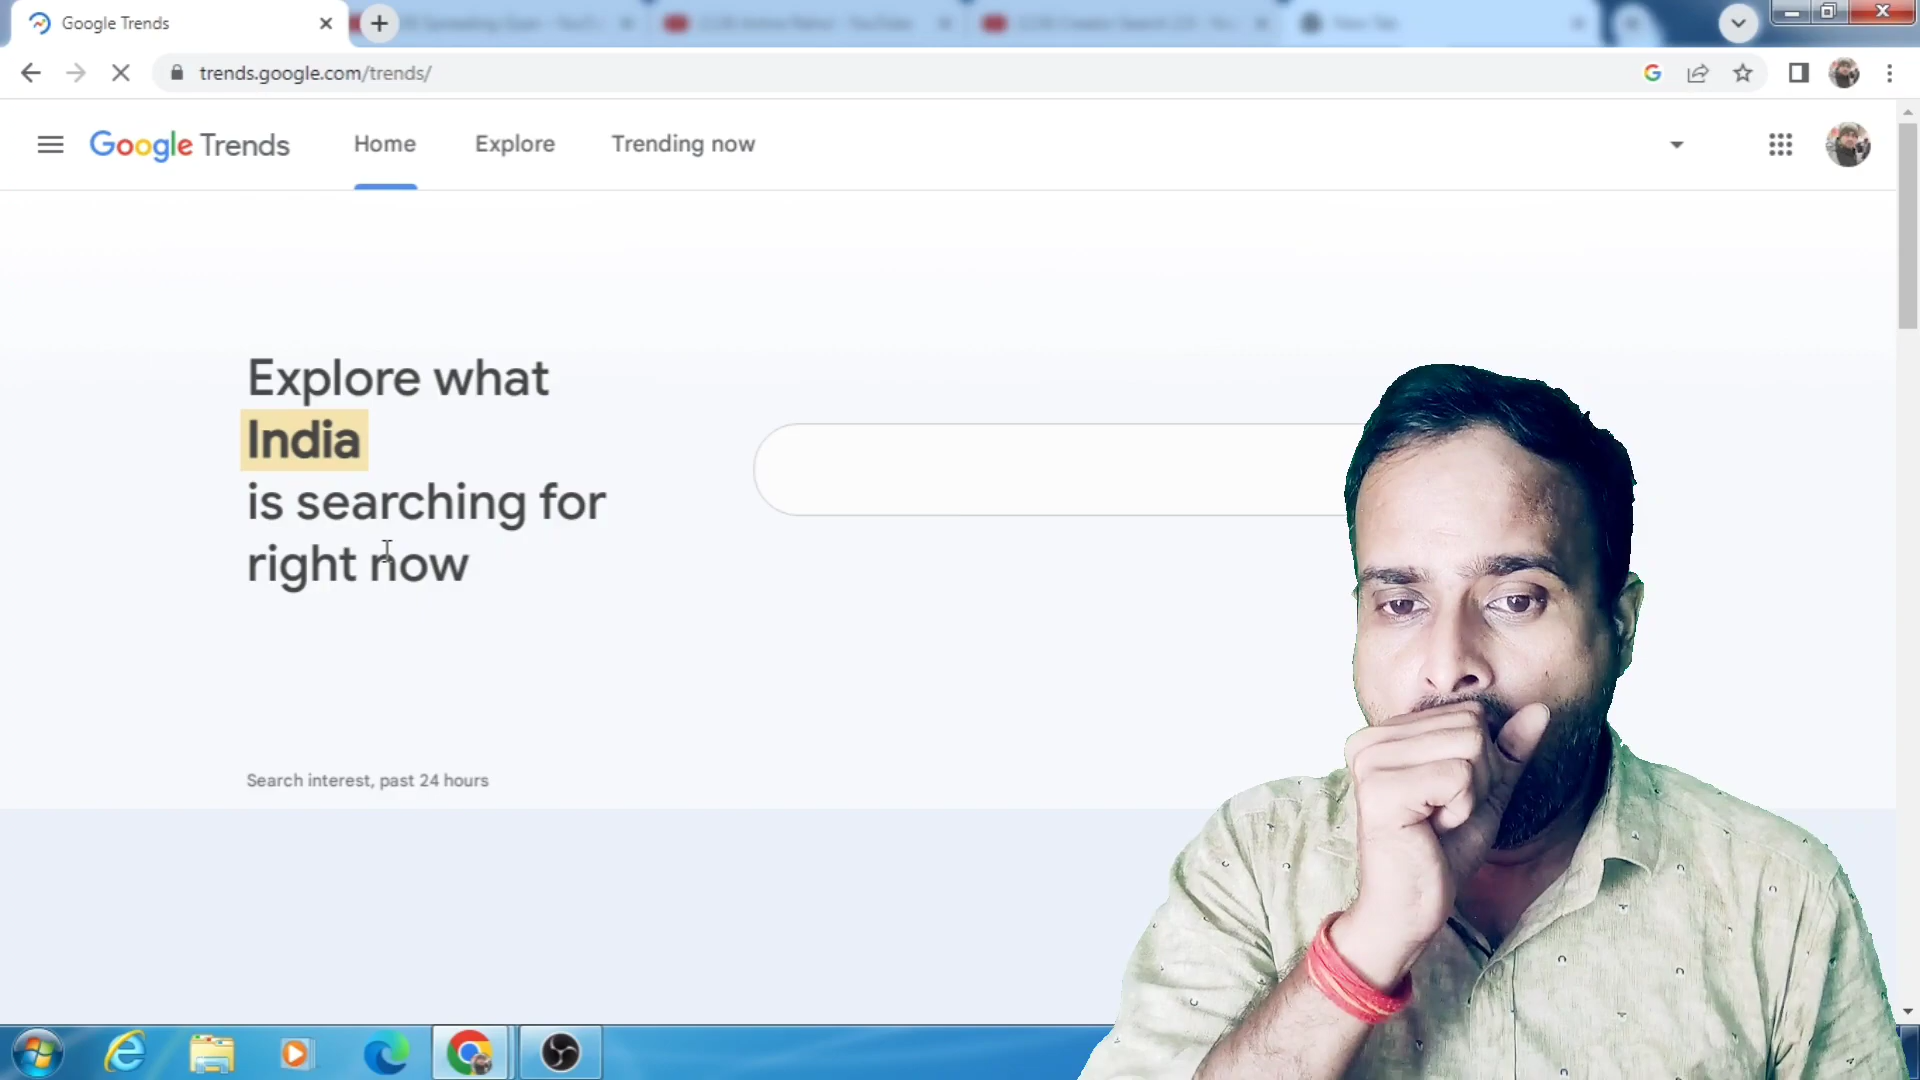 Google Trends
trends.google.com/trends/
Google Trends
Home
Explore
Trending now
Explore what
India
is searching for
right now
Search interest, past 24 hours